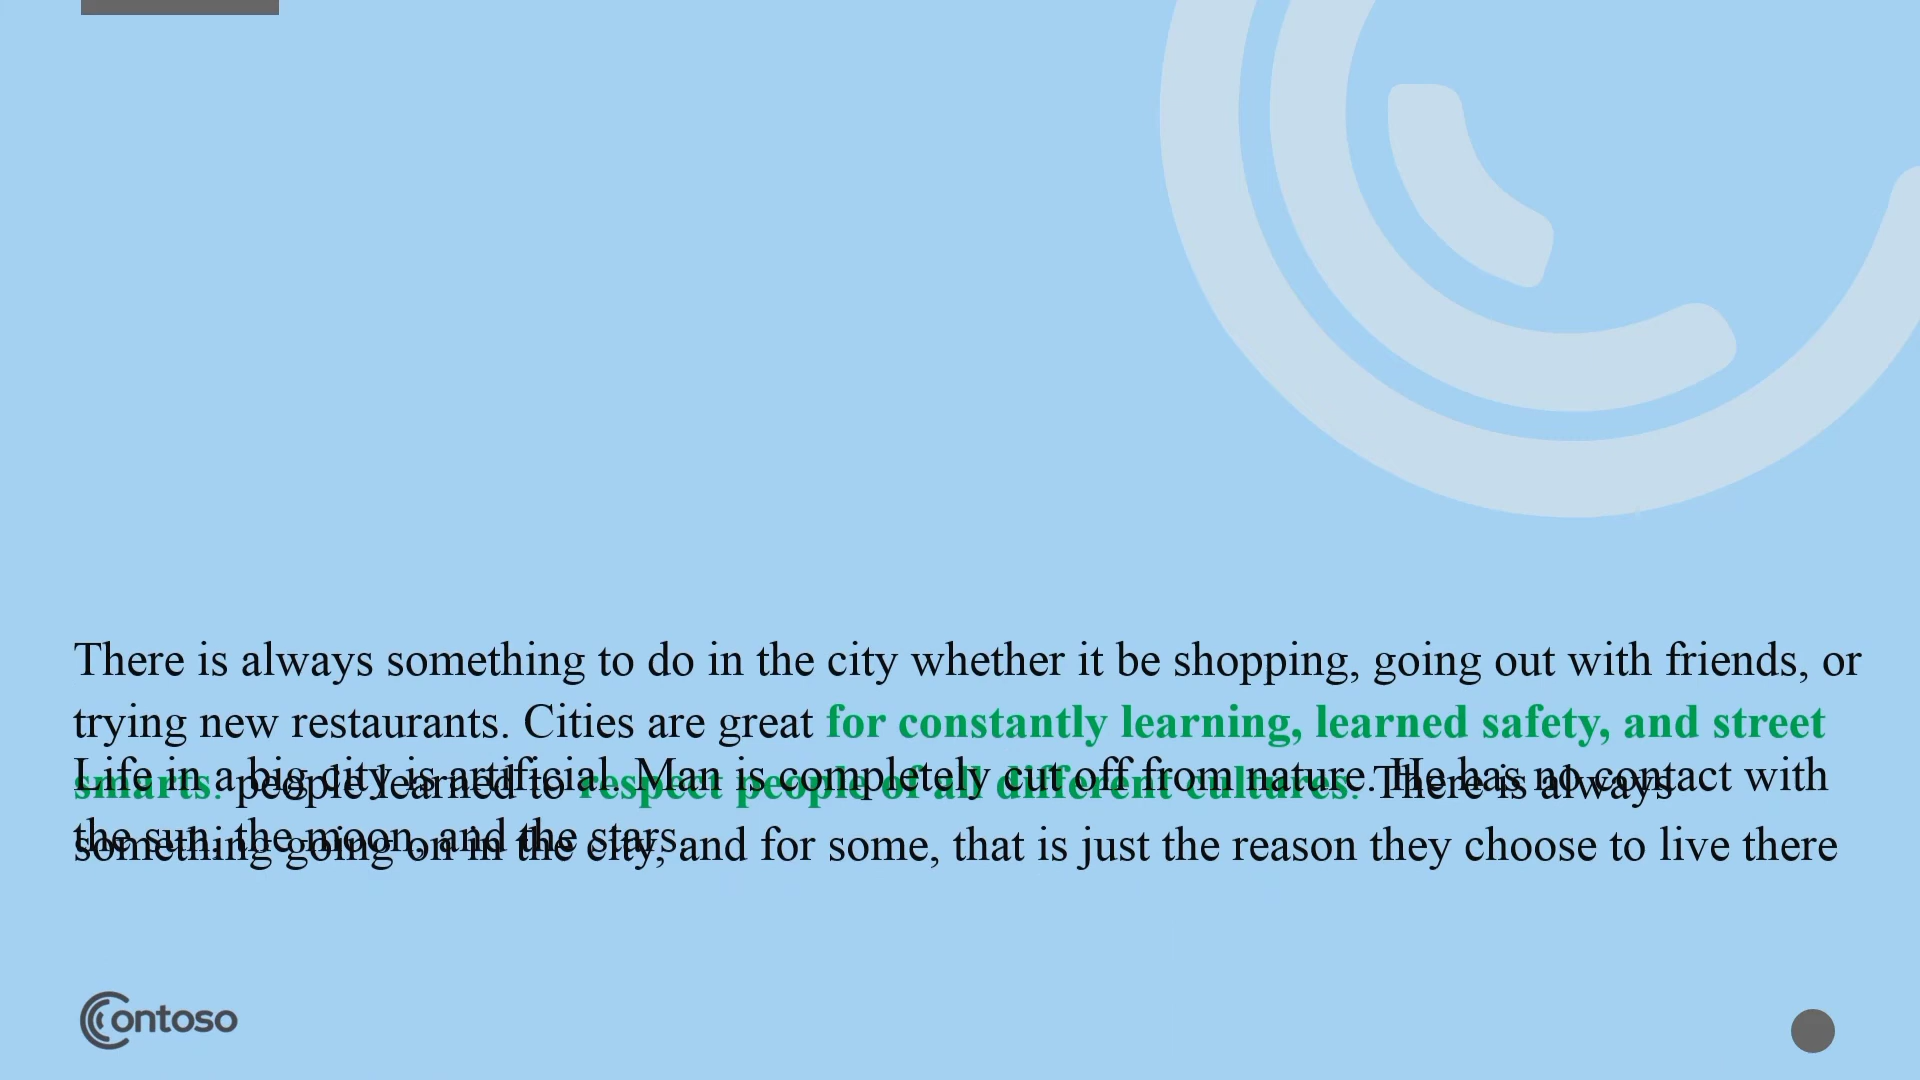 There is always something to do in the city whether it be shopping, going out with friends, or
trying new restaurants. Cities are great for constantly learning, learned safety, and street
smarts. people learned to respect people of all different cultures. There is always
something going on in the city, and for some, that is just the reason they choose to live there
Life in a big city is artificial. Man is completely cut off from nature. He has no contact with
the sun, the moon, and the stars.
Contoso